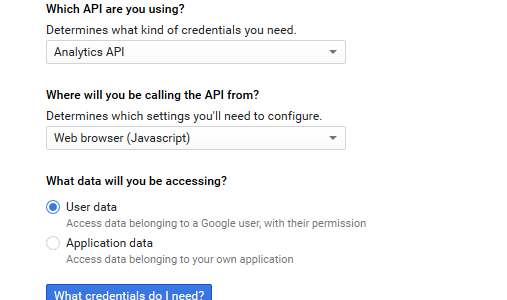 Which API are you using?
Determines what kind of credentials you need.
Analytics API
Where will you be calling the API from?
Determines which settings you'll need to configure.
Web browser (Javascript)
What data will you be accessing?
User data
Access data belonging to a Google user, with their permission
Application data
Access data belonging to your own application
What credentials do I need?